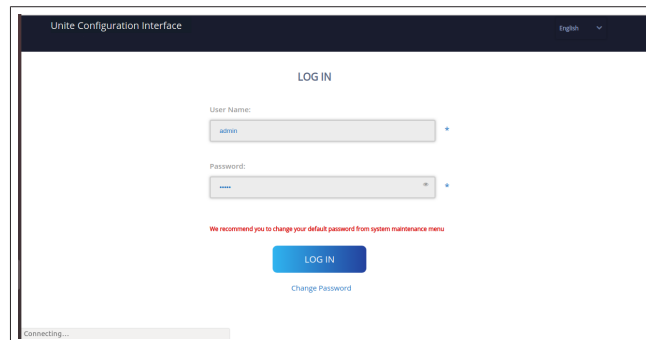 Unite Configuration Interface
English
LOG IN
User Name:
admin
*
Password:
•••••
*
We recommend you to change your default password from system maintenance menu
LOG IN
Change Password
Connecting...